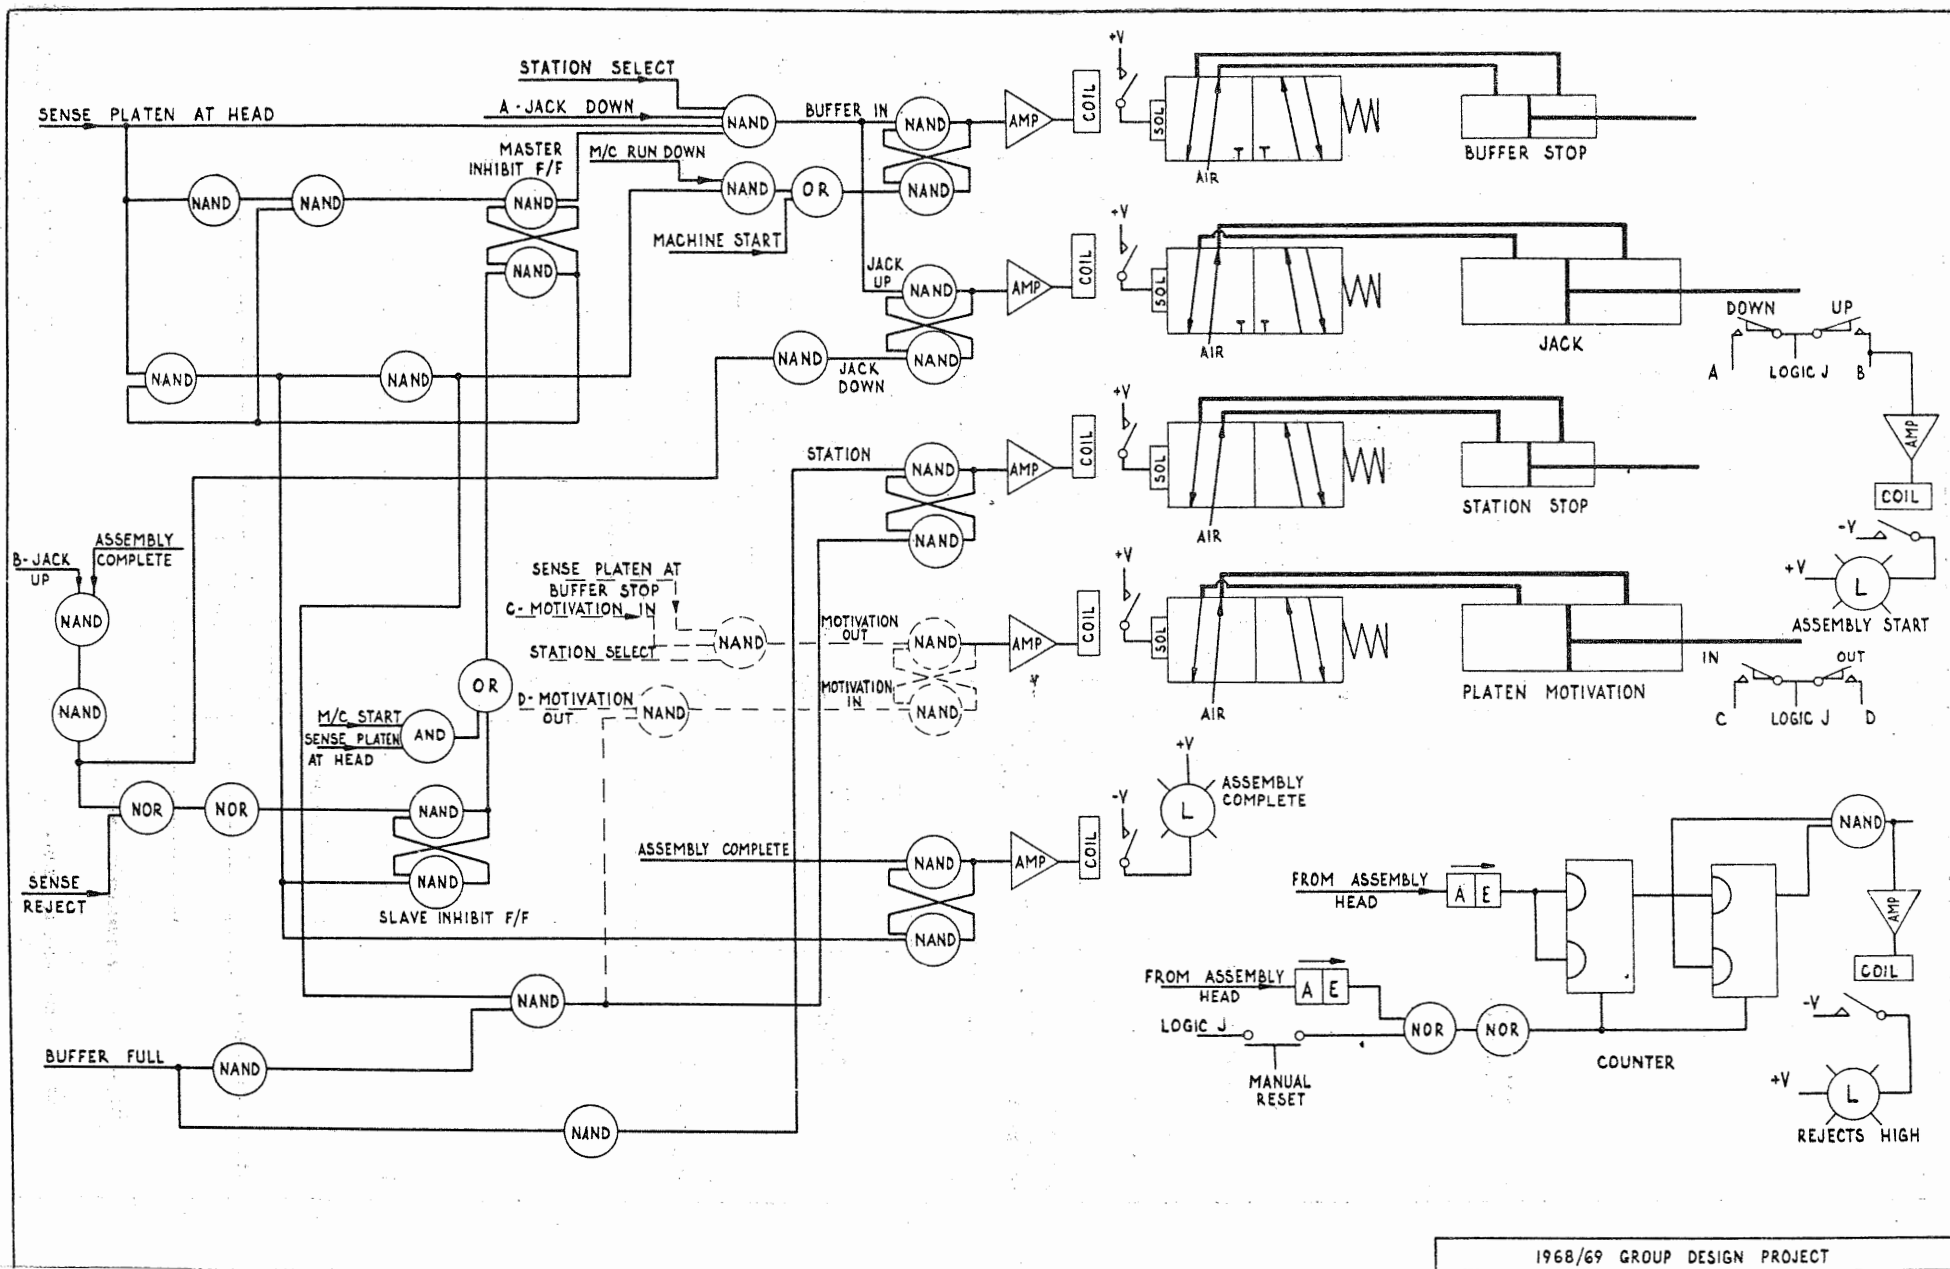 STATION SELECT
A - JACK DOWN
SENSE PLATEN AT HEAD
NAND
BUFFER IN
NAND
AMP
COIL
+V
SOL
AIR
T T
BUFFER STOP
MASTER
INHIBIT F/F
M/C RUN DOWN
NAND
NAND
NAND
NAND
OR
NAND
MACHINE START
NAND
JACK
UP
NAND
AMP
COIL
+V
SOL
AIR
T T
JACK
DOWN
UP
A
LOGIC J
B
AMP
COIL
-V
+V
L
ASSEMBLY START
NAND
NAND
NAND
JACK
DOWN
NAND
STATION
NAND
AMP
COIL
+V
SOL
AIR
STATION STOP
NAND
ASSEMBLY
COMPLETE
B- JACK
UP
NAND
NAND
SENSE PLATEN AT
BUFFER STOP
C- MOTIVATION IN
STATION SELECT
NAND
MOTIVATION
OUT
NAND
AMP
COIL
+V
SOL
AIR
PLATEN MOTIVATION
IN
OUT
C
LOGIC J
D
D- MOTIVATION
OUT
NAND
MOTIVATION
IN
NAND
OR
M/C START
SENSE PLATEN
AT HEAD
AND
NOR
NOR
NAND
NAND
SLAVE INHIBIT F/F
SENSE
REJECT
ASSEMBLY COMPLETE
NAND
AMP
COIL
-V
+V
L
ASSEMBLY
COMPLETE
NAND
NAND
BUFFER FULL
NAND
NAND
FROM ASSEMBLY
HEAD
A E
NAND
AMP
COIL
FROM ASSEMBLY
HEAD
A E
LOGIC J
NOR
NOR
MANUAL
RESET
COUNTER
-V
+V
L
REJECTS HIGH
1968/69 GROUP DESIGN PROJECT